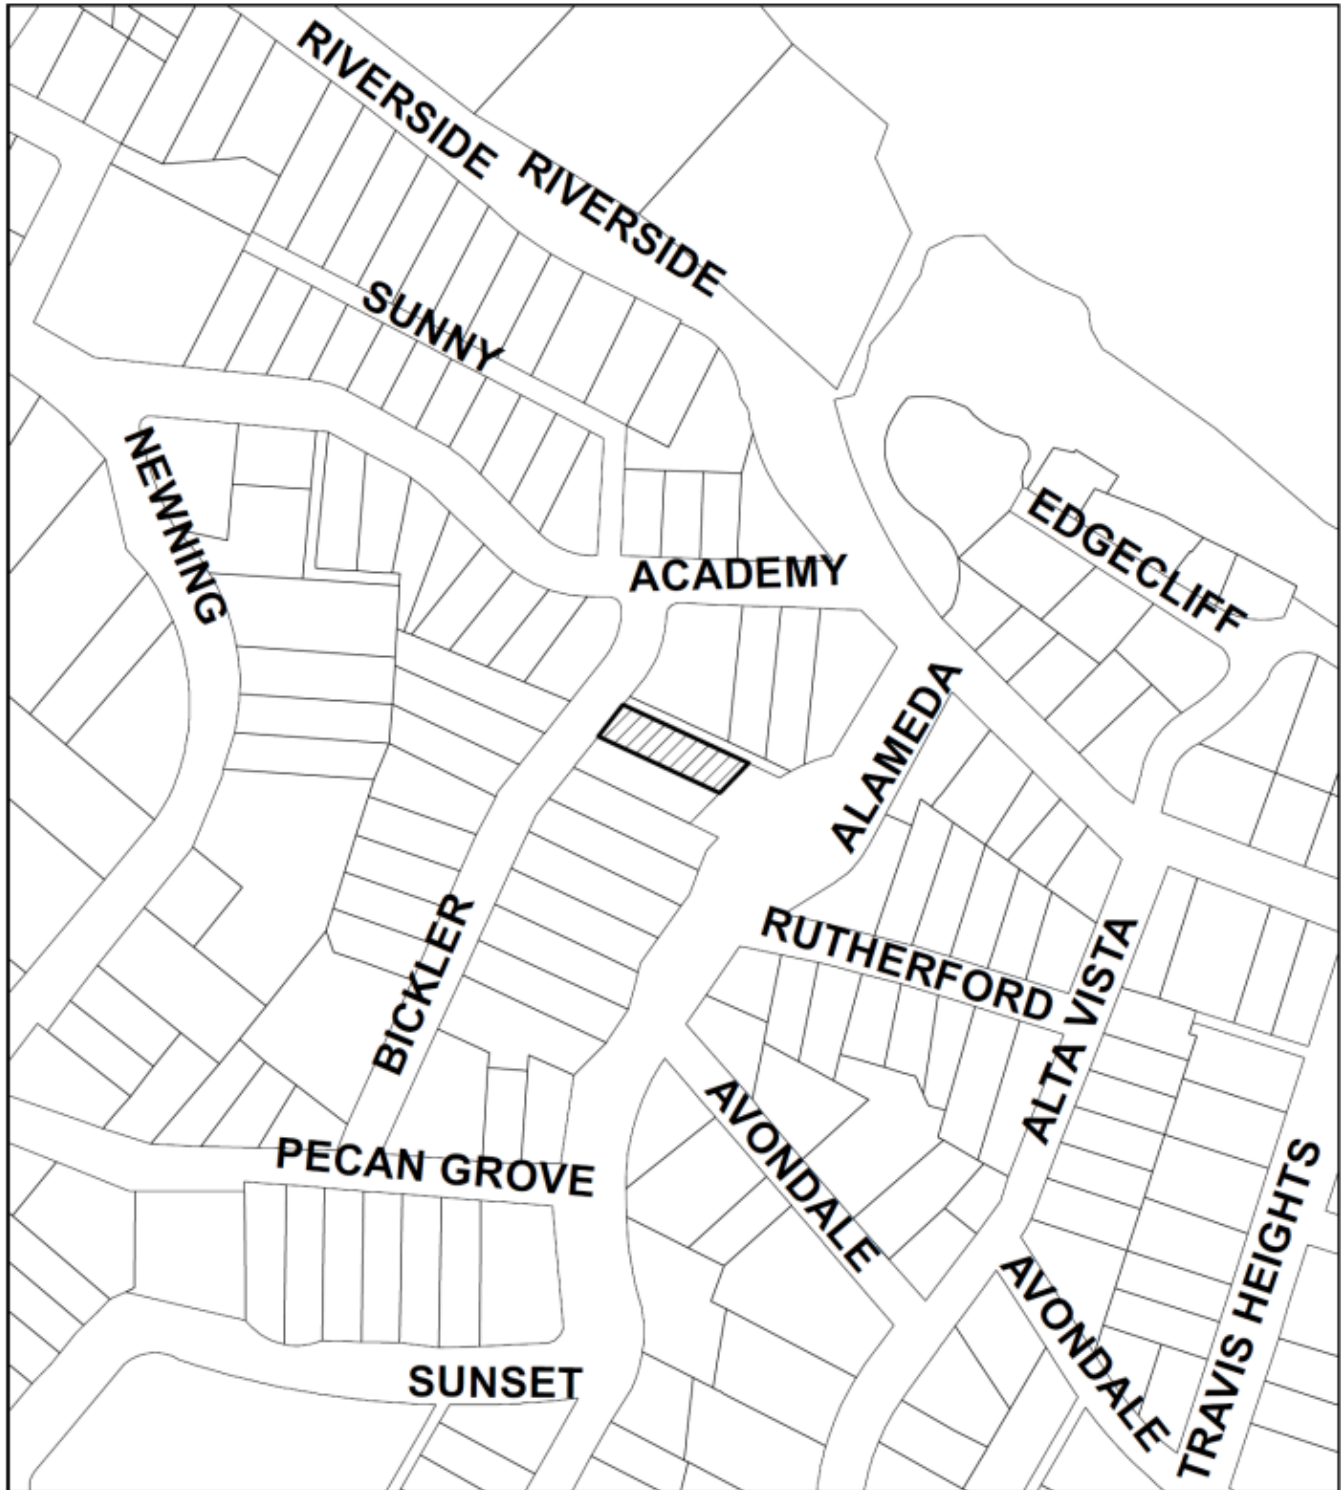 RIVERSIDE
RIVERSIDE
SUNNY
NEWNING
EDGECLIFF
ACADEMY
ALAMEDA
BICKLER
RUTHERFORD
ALTA VISTA
AVONDALE
PECAN GROVE
TRAVIS HEIGHTS
AVONDALE
SUNSET